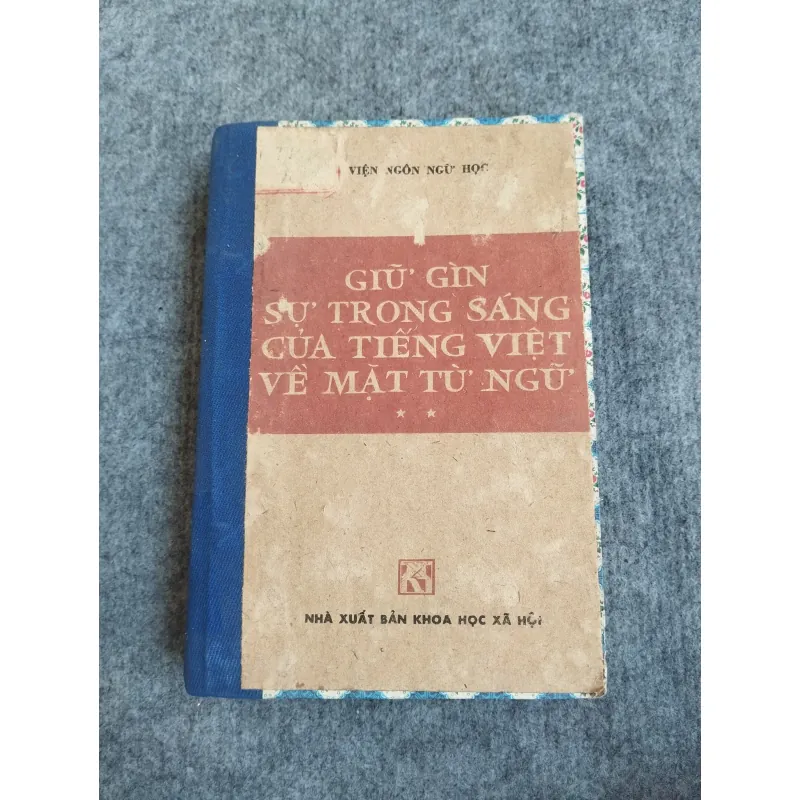 VIỆN NGÔN NGỮ HỌC
GIỮ GÌN
SỰ TRONG SÁNG
CỦA TIẾNG VIỆT
VỀ MẶT TỪ NGỮ
★ ★
NHÀ XUẤT BẢN KHOA HỌC XÃ HỘI